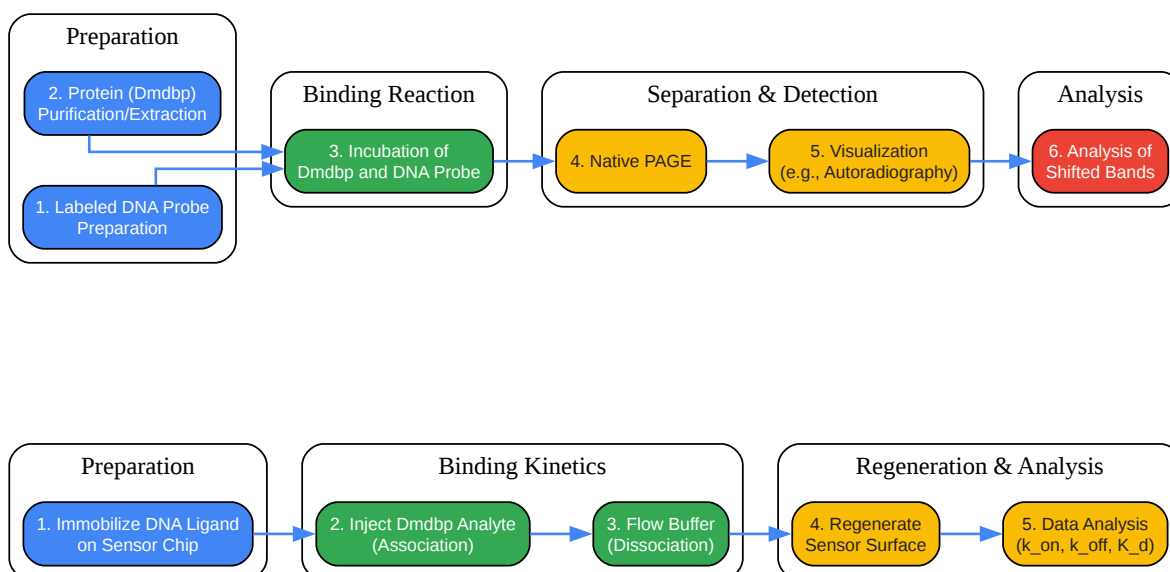 Preparation
2. Protein (Dmdbp)
Purification/Extraction
1. Labeled DNA Probe
Preparation
Binding Reaction
3. Incubation of
Dmdbp and DNA Probe
Separation & Detection
4. Native PAGE
5. Visualization
(e.g., Autoradiography)
Analysis
6. Analysis of
Shifted Bands
Preparation
1. Immobilize DNA Ligand
on Sensor Chip
Binding Kinetics
2. Inject Dmdbp Analyte
(Association)
3. Flow Buffer
(Dissociation)
Regeneration & Analysis
4. Regenerate
Sensor Surface
5. Data Analysis
(k_on, k_off, K_d)